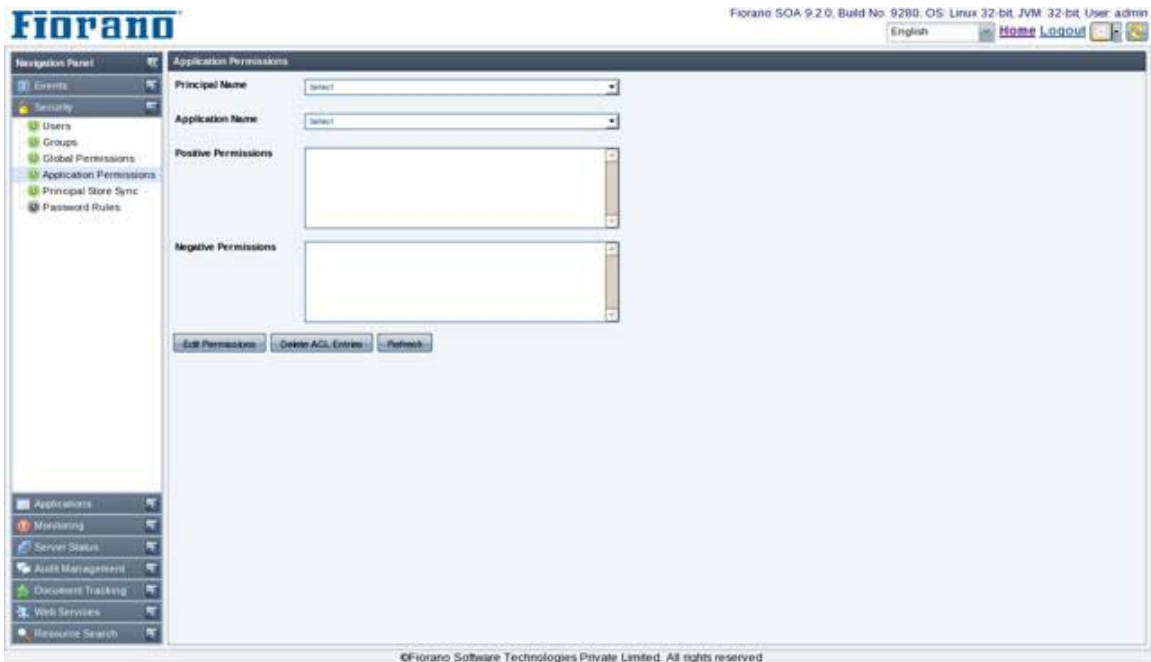 Fiorano
Fiorano SOA 9.2.0, Build No. 9280, OS: Linux 32-bit, JVM: 32-bit, User: admin
English
Home Logout
Navigation Panel
Events
Security
Users
Groups
Global Permissions
Application Permissions
Principal Store Sync
Password Rules
Applications
Monitoring
Server Status
Audit Management
Document Tracking
Web Services
Resource Search
Application Permissions
Principal Name
Select
Application Name
Select
Positive Permissions
Negative Permissions
Edit Permissions
Delete ACL Entries
Refresh
©Fiorano Software Technologies Private Limited. All rights reserved